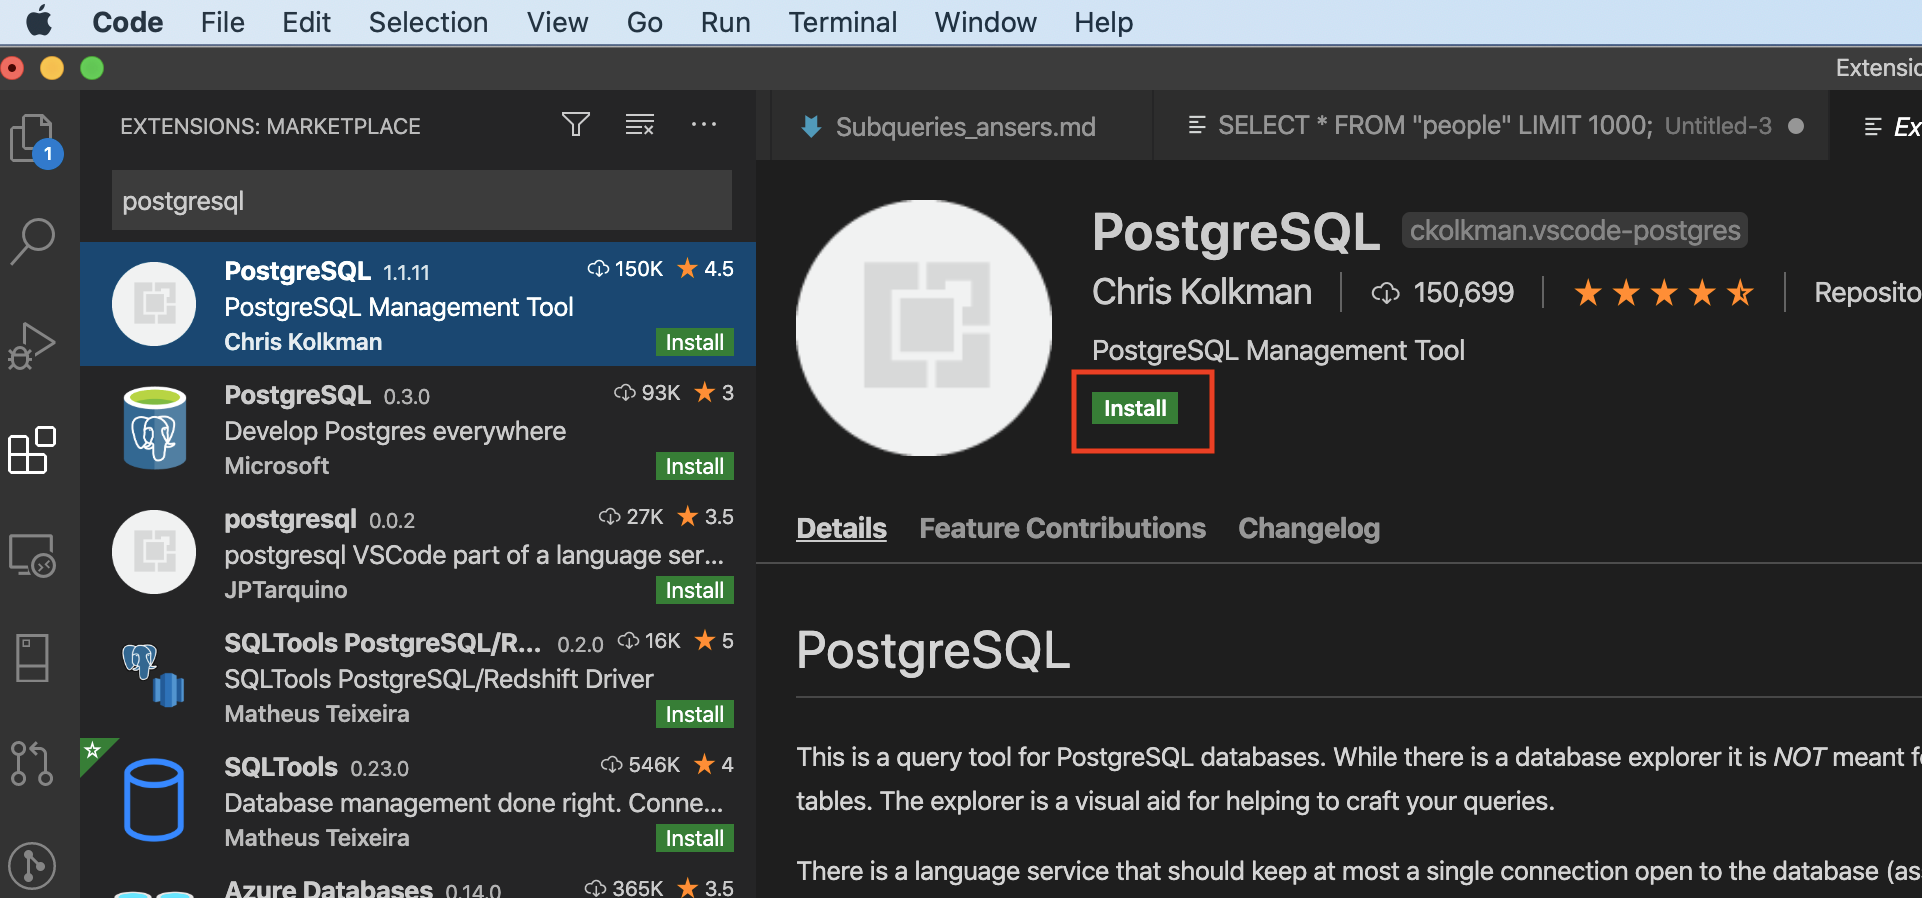 Code File Edit Selection View Go Run Terminal Window Help
Extensio
1
EXTENSIONS: MARKETPLACE
postgresql
PostgreSQL 1.1.11 150K 4.5
PostgreSQL Management Tool
Chris Kolkman Install
PostgreSQL 0.3.0 93K 3
Develop Postgres everywhere
Microsoft Install
postgresql 0.0.2 27K 3.5
postgresql VSCode part of a language ser...
JPTarquino Install
SQLTools PostgreSQL/R... 0.2.0 16K 5
SQLTools PostgreSQL/Redshift Driver
Matheus Teixeira Install
SQLTools 0.23.0 546K 4
Database management done right. Conne...
Matheus Teixeira Install
Azure Databases 0.14.0 365K 3.5
Subqueries_ansers.md SELECT * FROM "people" LIMIT 1000; Untitled-3 Ex
PostgreSQL ckolkman.vscode-postgres
Chris Kolkman 150,699 Reposito
PostgreSQL Management Tool
Install
Details Feature Contributions Changelog
PostgreSQL
This is a query tool for PostgreSQL databases. While there is a database explorer it is NOT meant fo
tables. The explorer is a visual aid for helping to craft your queries.
There is a language service that should keep at most a single connection open to the database (as